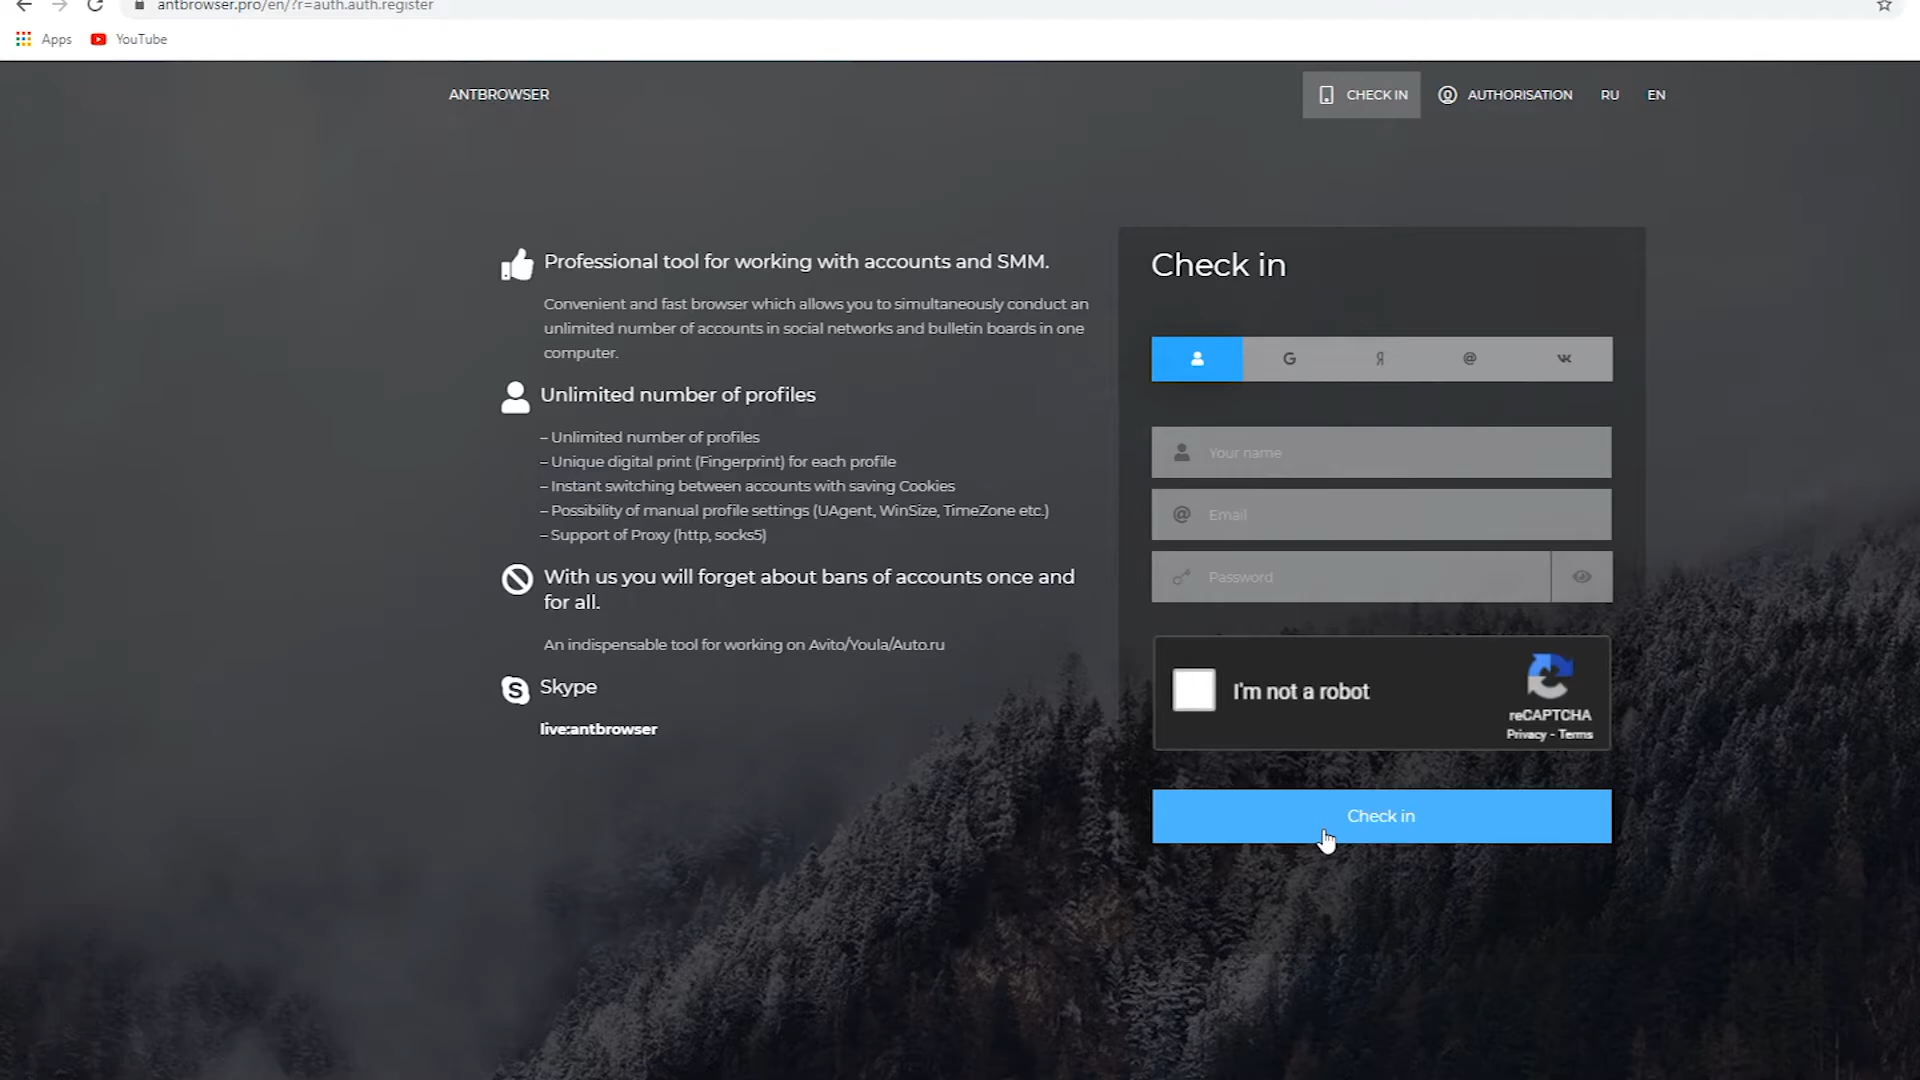 antbrowser.pro/en/?r=auth.auth.register
Apps
YouTube
ANTBROWSER
CHECK IN
AUTHORISATION
RU
EN
Professional tool for working with accounts and SMM.
Convenient and fast browser which allows you to simultaneously conduct an
unlimited number of accounts in social networks and bulletin boards in one
computer.
Unlimited number of profiles
– Unlimited number of profiles
– Unique digital print (Fingerprint) for each profile
– Instant switching between accounts with saving Cookies
– Possibility of manual profile settings (UAgent, WinSize, TimeZone etc.)
– Support of Proxy (http, socks5)
With us you will forget about bans of accounts once and
for all.
An indispensable tool for working on Avito/Youla/Auto.ru
Skype
live:antbrowser
Check in
G Я @
Your name
@ Email
Password
I'm not a robot
reCAPTCHA
Privacy - Terms
Check in